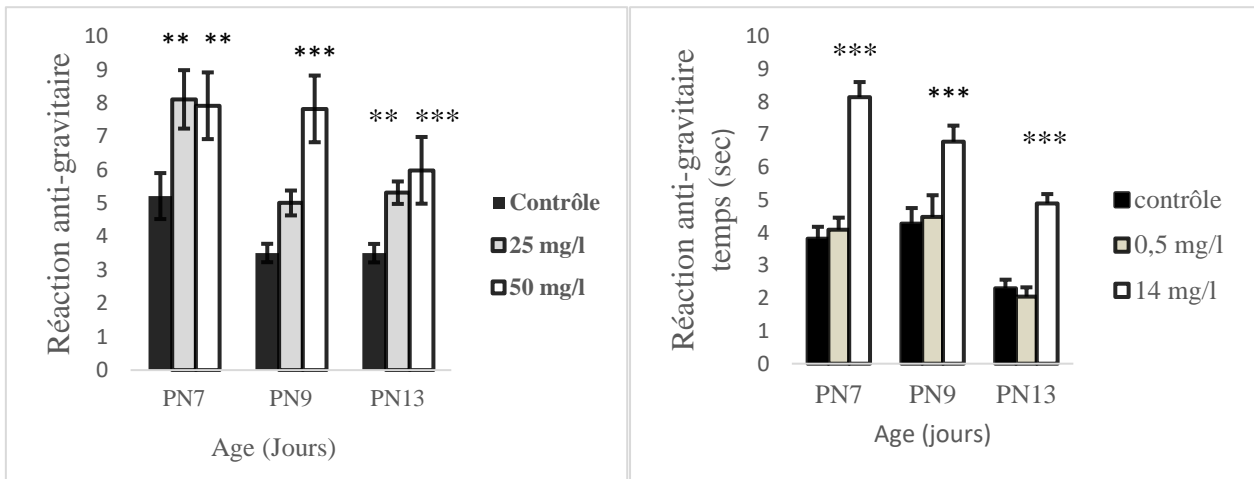 10
9
8
7
6
5
4
3
2
1
0
Réaction anti-gravitaire
** **
***
** ***
PN7 PN9 PN13
Age (Jours)
Contrôle
25 mg/l
50 mg/l
10
9
8
7
6
5
4
3
2
1
0
Réaction anti-gravitaire
temps (sec)
***
***
***
PN7 PN9 PN13
Age (jours)
contrôle
0,5 mg/l
14 mg/l